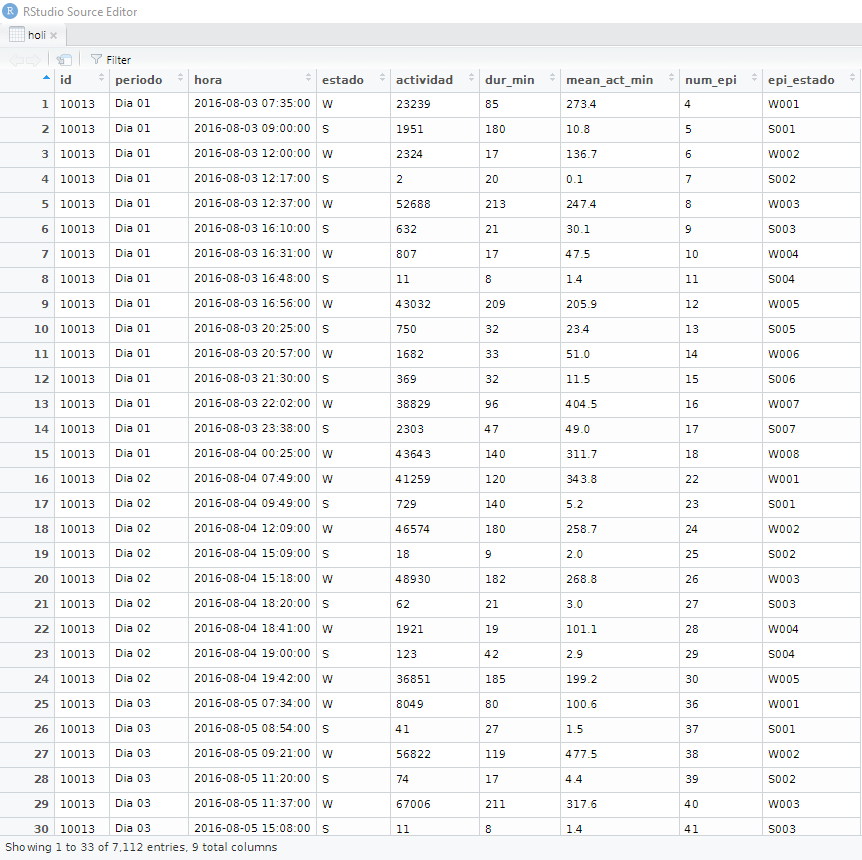 RStudio Source Editor
holi
Filter
id periodo hora estado actividad dur_min mean_act_min num_epi epi_estado
1 10013 Dia 01 2016-08-03 07:35:00 W 23239 85 273.4 4 W001
2 10013 Dia 01 2016-08-03 09:00:00 S 1951 180 10.8 5 S001
3 10013 Dia 01 2016-08-03 12:00:00 W 2324 17 136.7 6 W002
4 10013 Dia 01 2016-08-03 12:17:00 S 2 20 0.1 7 S002
5 10013 Dia 01 2016-08-03 12:37:00 W 52688 213 247.4 8 W003
6 10013 Dia 01 2016-08-03 16:10:00 S 632 21 30.1 9 S003
7 10013 Dia 01 2016-08-03 16:31:00 W 807 17 47.5 10 W004
8 10013 Dia 01 2016-08-03 16:48:00 S 11 8 1.4 11 S004
9 10013 Dia 01 2016-08-03 16:56:00 W 43032 209 205.9 12 W005
10 10013 Dia 01 2016-08-03 20:25:00 S 750 32 23.4 13 S005
11 10013 Dia 01 2016-08-03 20:57:00 W 1682 33 51.0 14 W006
12 10013 Dia 01 2016-08-03 21:30:00 S 369 32 11.5 15 S006
13 10013 Dia 01 2016-08-03 22:02:00 W 38829 96 404.5 16 W007
14 10013 Dia 01 2016-08-03 23:38:00 S 2303 47 49.0 17 S007
15 10013 Dia 01 2016-08-04 00:25:00 W 43643 140 311.7 18 W008
16 10013 Dia 02 2016-08-04 07:49:00 W 41259 120 343.8 22 W001
17 10013 Dia 02 2016-08-04 09:49:00 S 729 140 5.2 23 S001
18 10013 Dia 02 2016-08-04 12:09:00 W 46574 180 258.7 24 W002
19 10013 Dia 02 2016-08-04 15:09:00 S 18 9 2.0 25 S002
20 10013 Dia 02 2016-08-04 15:18:00 W 48930 182 268.8 26 W003
21 10013 Dia 02 2016-08-04 18:20:00 S 62 21 3.0 27 S003
22 10013 Dia 02 2016-08-04 18:41:00 W 1921 19 101.1 28 W004
23 10013 Dia 02 2016-08-04 19:00:00 S 123 42 2.9 29 S004
24 10013 Dia 02 2016-08-04 19:42:00 W 36851 185 199.2 30 W005
25 10013 Dia 03 2016-08-05 07:34:00 W 8049 80 100.6 36 W001
26 10013 Dia 03 2016-08-05 08:54:00 S 41 27 1.5 37 S001
27 10013 Dia 03 2016-08-05 09:21:00 W 56822 119 477.5 38 W002
28 10013 Dia 03 2016-08-05 11:20:00 S 74 17 4.4 39 S002
29 10013 Dia 03 2016-08-05 11:37:00 W 67006 211 317.6 40 W003
30 10013 Dia 03 2016-08-05 15:08:00 S 11 8 1.4 41 S003
Showing 1 to 33 of 7,112 entries, 9 total columns